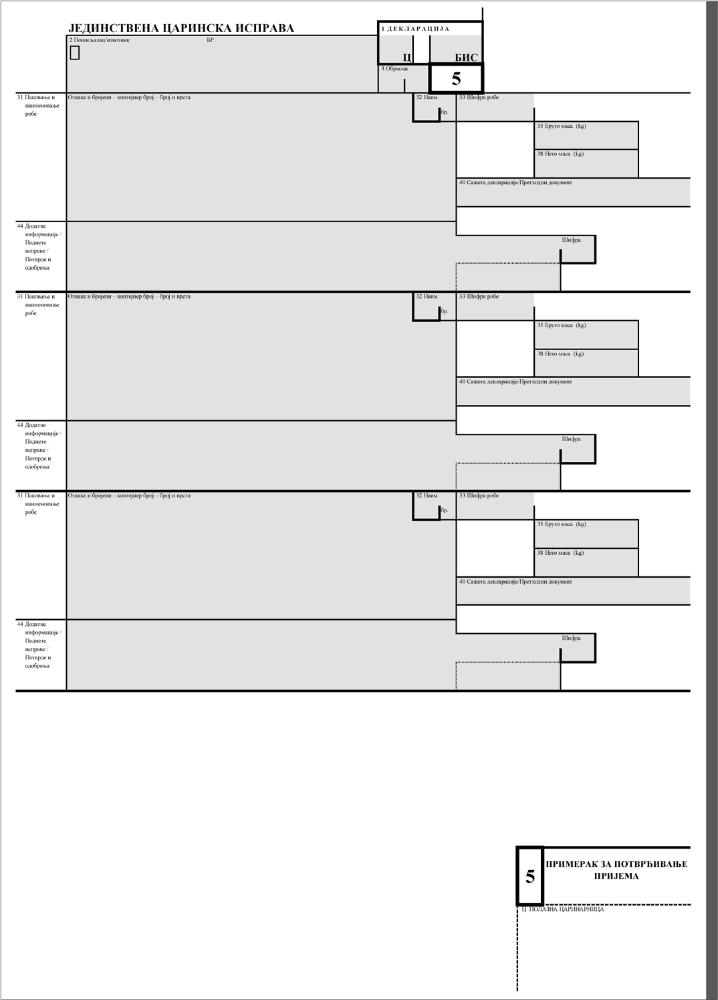 ЈЕДИНСТВЕНА ЦАРИНСКА ИСПРАВА
1 ДЕКЛАРАЦИЈА
2 Пошиљалац/извозник БР.
Ц БИС
3 Обрасци
5
31 Паковање и
наименовање
робе
Ознаке и бројеви – контејнер број – број и врста
32 Наим.
бр.
33 Шифра робе
35 Бруто маса (kg)
38 Нето маса (kg)
40 Сажета декларација/Претходни документ
44 Додатне
информације /
Поднете
исправе /
Потврде и
одобрења
Шифра
31 Паковање и
наименовање
робе
Ознаке и бројеви – контејнер број – број и врста
32 Наим.
бр.
33 Шифра робе
35 Бруто маса (kg)
38 Нето маса (kg)
40 Сажета декларација/Претходни документ
44 Додатне
информације /
Поднете
исправе /
Потврде и
одобрења
Шифра
31 Паковање и
наименовање
робе
Ознаке и бројеви – контејнер број – број и врста
32 Наим.
бр.
33 Шифра робе
35 Бруто маса (kg)
38 Нето маса (kg)
40 Сажета декларација/Претходни документ
44 Додатне
информације /
Поднете
исправе /
Потврде и
одобрења
Шифра
5
ПРИМЕРАК ЗА ПОТВРЂИВАЊЕ
ПРИЈЕМА
Ц ПОЛАЗНА ЦАРИНАРНИЦА